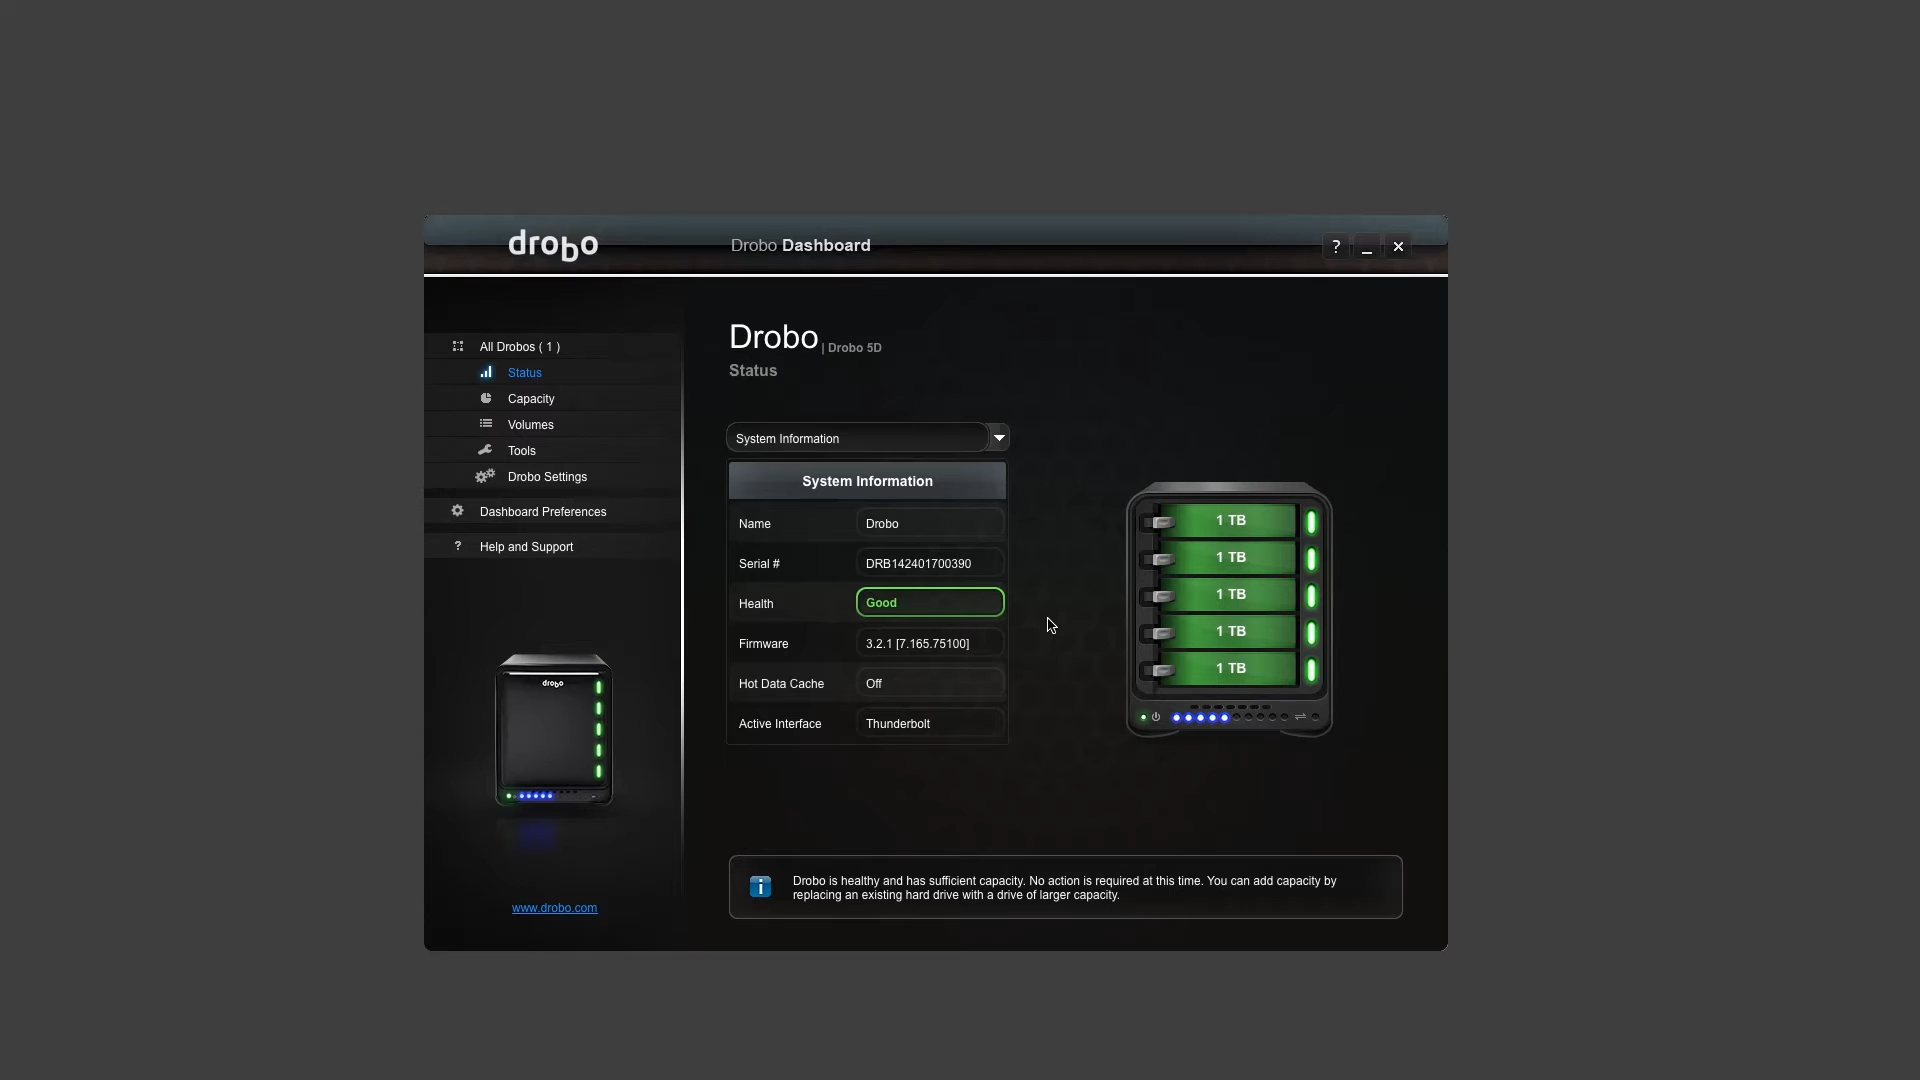 drobo
Drobo Dashboard
? _ ×
All Drobos ( 1 )
Status
Capacity
Volumes
Tools
Drobo Settings
Dashboard Preferences
? Help and Support
drobo
www.drobo.com
Drobo | Drobo 5D
Status
System Information
System Information
Name Drobo
Serial # DRB142401700390
Health Good
Firmware 3.2.1 [7.165.75100]
Hot Data Cache Off
Active Interface Thunderbolt
1 TB
1 TB
1 TB
1 TB
1 TB
i
Drobo is healthy and has sufficient capacity. No action is required at this time. You can add capacity by
replacing an existing hard drive with a drive of larger capacity.